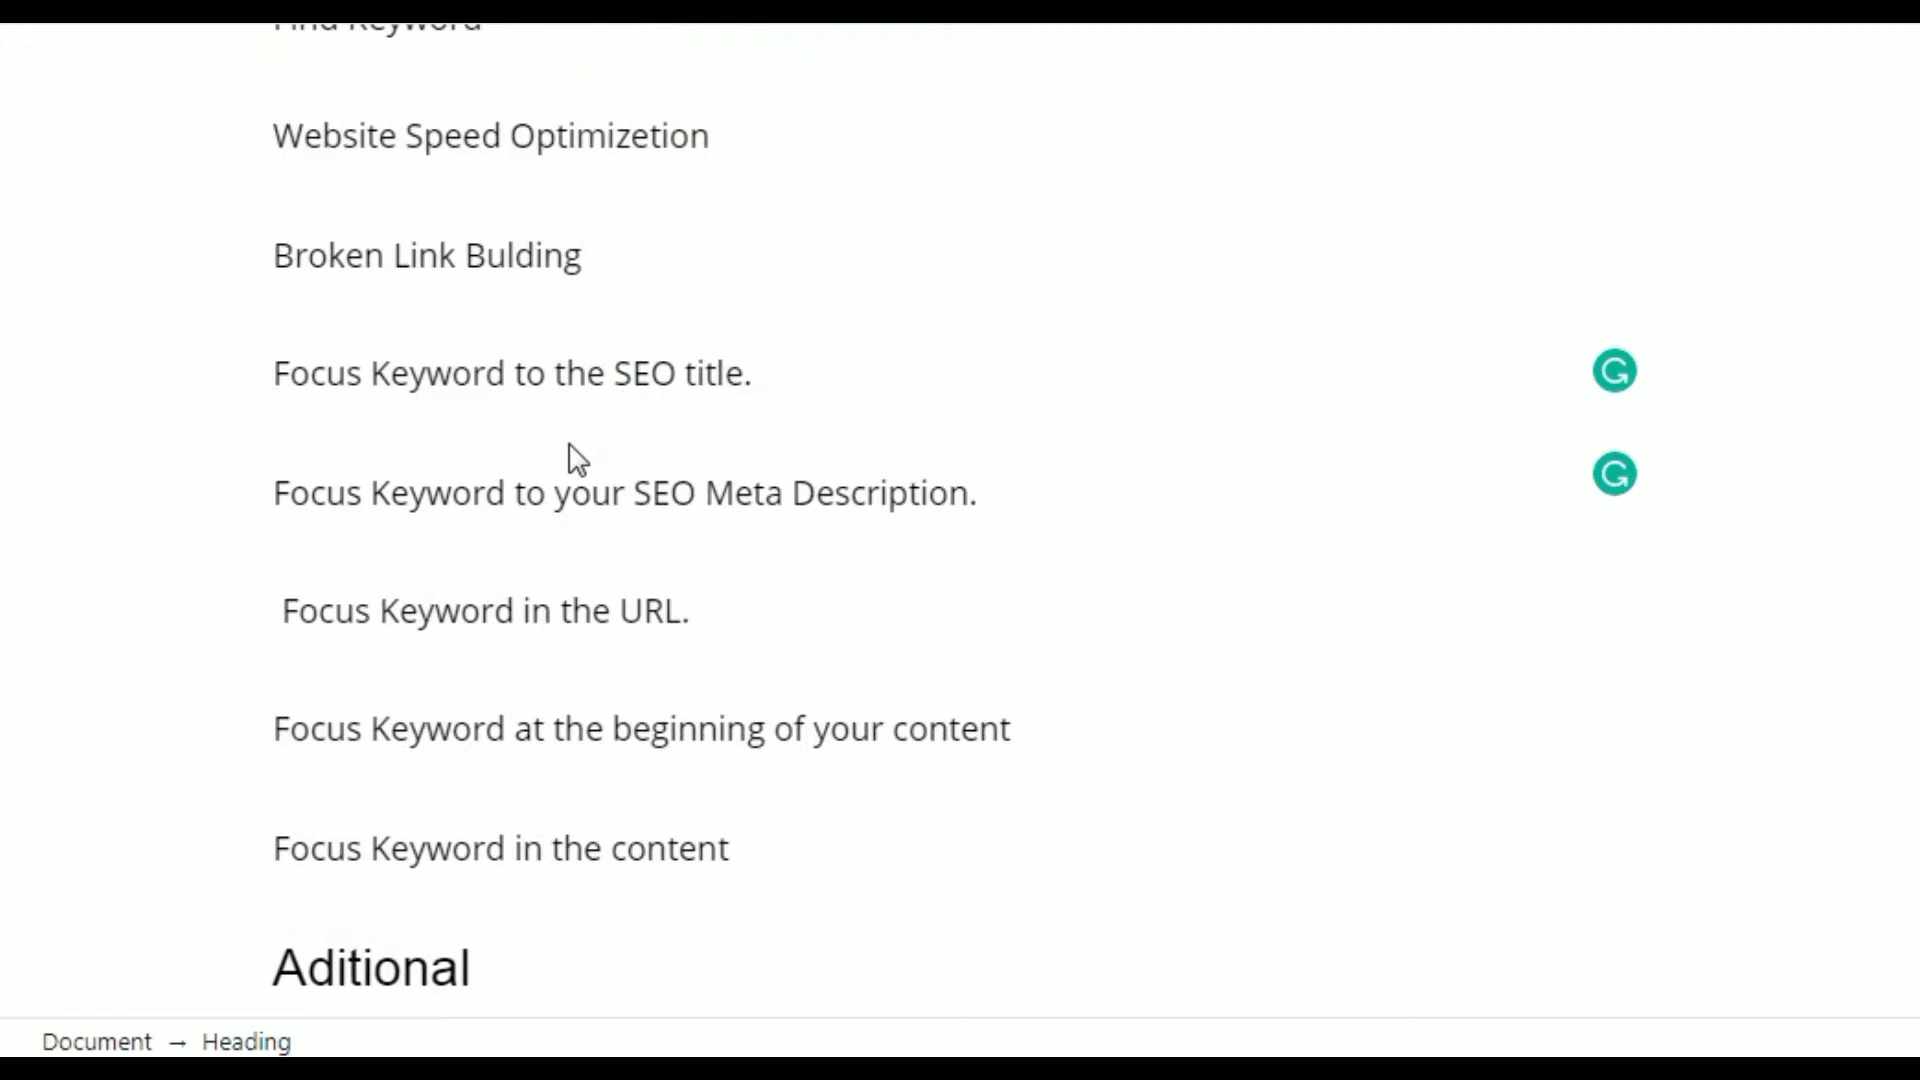 Find Keyword
Website Speed Optimizetion
Broken Link Bulding
Focus Keyword to the SEO title.
Focus Keyword to your SEO Meta Description.
Focus Keyword in the URL.
Focus Keyword at the beginning of your content
Focus Keyword in the content
Aditional
Document → Heading